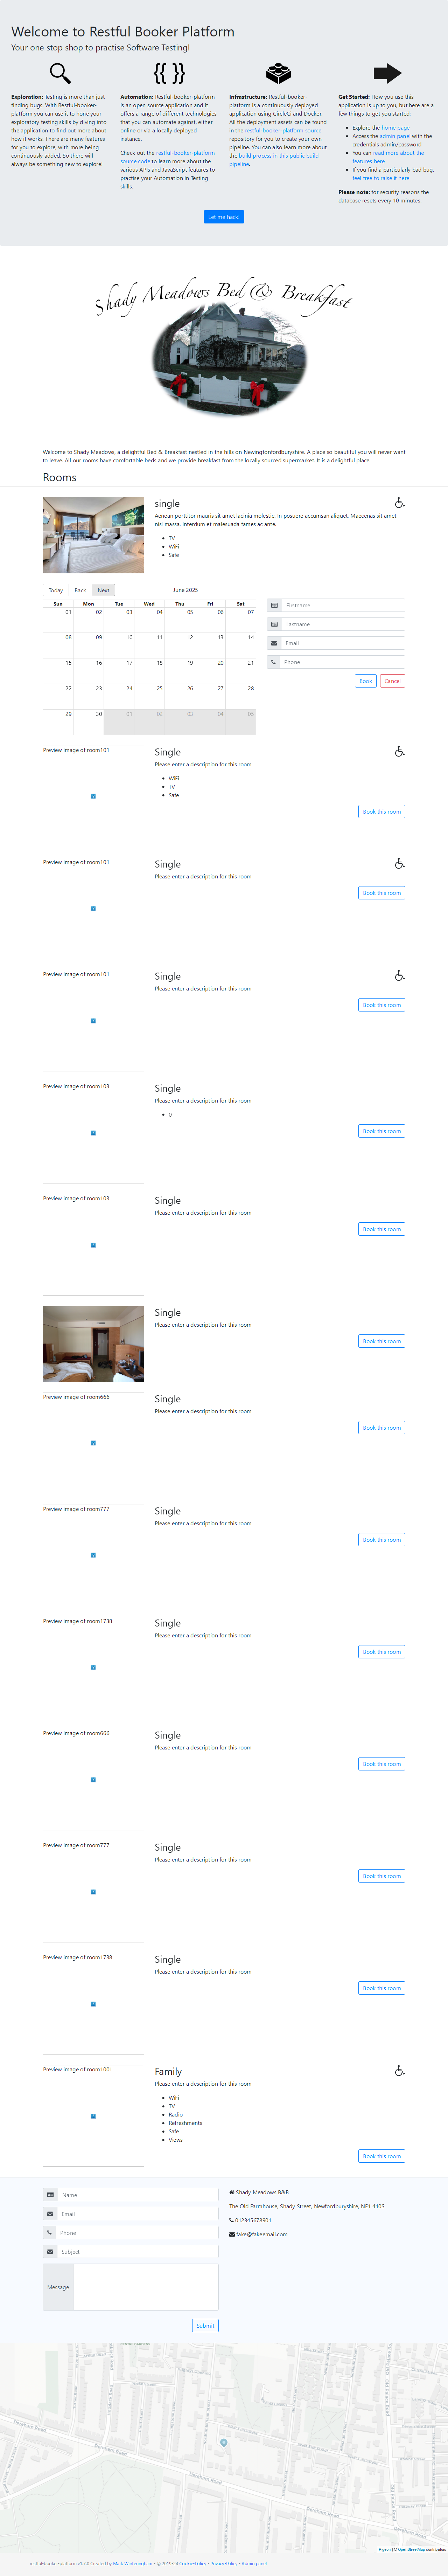 Welcome to Restful Booker Platform
Your one stop shop to practise Software Testing!
Exploration: Testing is more than just
finding bugs. With Restful-booker-
platform you can use it to hone your
exploratory testing skills by diving into
the application to find out more about
how it works. There are many features
for you to explore, with more being
continuously added. So there will
always be something new to explore!
Automation: Restful-booker-platform
is an open source application and it
offers a range of different technologies
that you can automate against, either
online or via a locally deployed
instance.
Check out the restful-booker-platform
source code to learn more about the
various APIs and JavaScript features to
practise your Automation in Testing
skills.
Infrastructure: Restful-booker-
platform is a continuously deployed
application using CircleCi and Docker.
All the deployment assets can be found
in the restful-booker-platform source
repository for you to create your own
pipeline. You can also learn more about
the build process in this public build
pipeline.
Get Started: How you use this
application is up to you, but here are a
few things to get you started:
Explore the home page
Access the admin panel with the
credentials admin/password
You can read more about the
features here
If you find a particularly bad bug,
feel free to raise it here
Please note: for security reasons the
database resets every 10 minutes.
Let me hack!
Shady Meadows Bed & Breakfast
Welcome to Shady Meadows, a delightful Bed & Breakfast nestled in the hills on Newingtonfordburyshire. A place so beautiful you will never want
to leave. All our rooms have comfortable beds and we provide breakfast from the locally sourced supermarket. It is a delightful place.
Rooms
single
Aenean porttitor mauris sit amet lacinia molestie. In posuere accumsan aliquet. Maecenas sit amet
nisl massa. Interdum et malesuada fames ac ante.
TV
WiFi
Safe
Today Back Next June 2025
Sun Mon Tue Wed Thu Fri Sat
01 02 03 04 05 06 07
08 09 10 11 12 13 14
15 16 17 18 19 20 21
22 23 24 25 26 27 28
29 30 01 02 03 04 05
Firstname
Lastname
Email
Phone
Book Cancel
Preview image of room101
Single
Please enter a description for this room
WiFi
TV
Safe
Book this room
Preview image of room101
Single
Please enter a description for this room
Book this room
Preview image of room101
Single
Please enter a description for this room
Book this room
Preview image of room103
Single
Please enter a description for this room
0
Book this room
Preview image of room103
Single
Please enter a description for this room
Book this room
Single
Please enter a description for this room
Book this room
Preview image of room666
Single
Please enter a description for this room
Book this room
Preview image of room777
Single
Please enter a description for this room
Book this room
Preview image of room1738
Single
Please enter a description for this room
Book this room
Preview image of room666
Single
Please enter a description for this room
Book this room
Preview image of room777
Single
Please enter a description for this room
Book this room
Preview image of room1738
Single
Please enter a description for this room
Book this room
Preview image of room1001
Family
Please enter a description for this room
WiFi
TV
Radio
Refreshments
Safe
Views
Book this room
Name
Email
Phone
Subject
Message
Submit
Shady Meadows B&B
The Old Farmhouse, Shady Street, Newfordburyshire, NE1 410S
012345678901
fake@fakeemail.com
Dereham Road
Dereham Road
Dereham Road
Dereham Road
Pigeon | © OpenStreetMap contributors
restful-booker-platform v1.7.0 Created by Mark Winteringham - © 2019-24 Cookie-Policy - Privacy-Policy - Admin panel